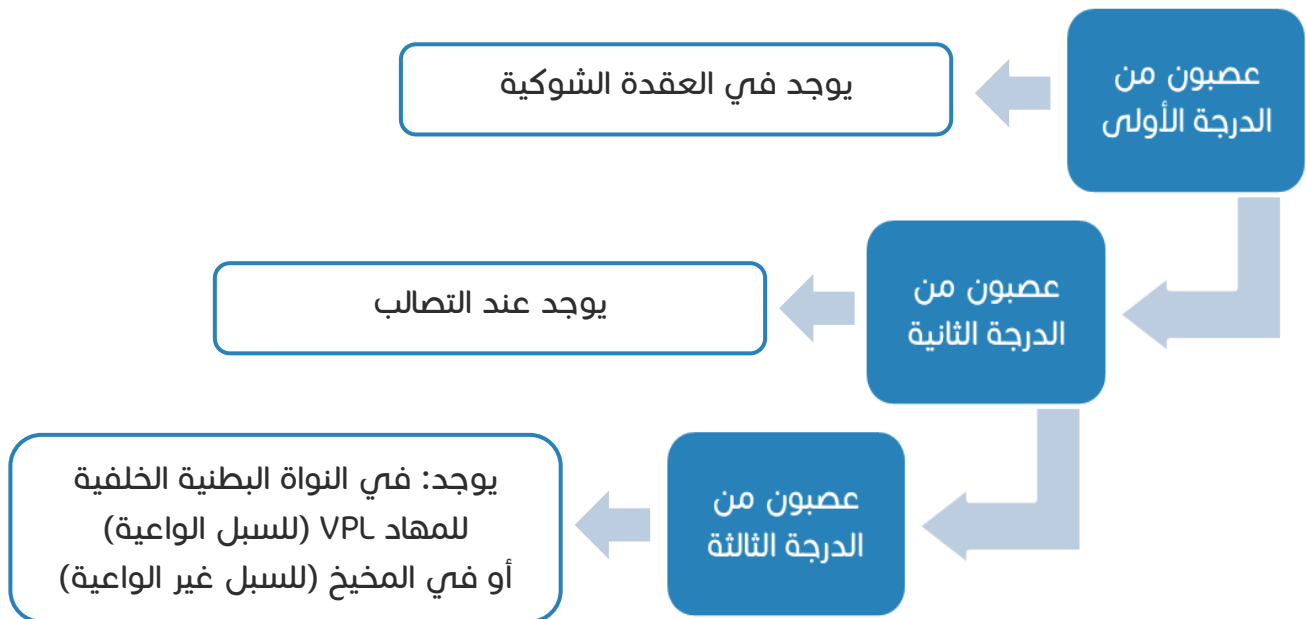 عصبون من
الدرجة الأولى
يوجد في العقدة الشوكية
عصبون من
الدرجة الثانية
يوجد عند التصالب
عصبون من
الدرجة الثالثة
يوجد: في النواة البطنية الخلفية
للمهاد VPL (للسبل الواعية)
أو في المخيخ (للسبل غير الواعية)